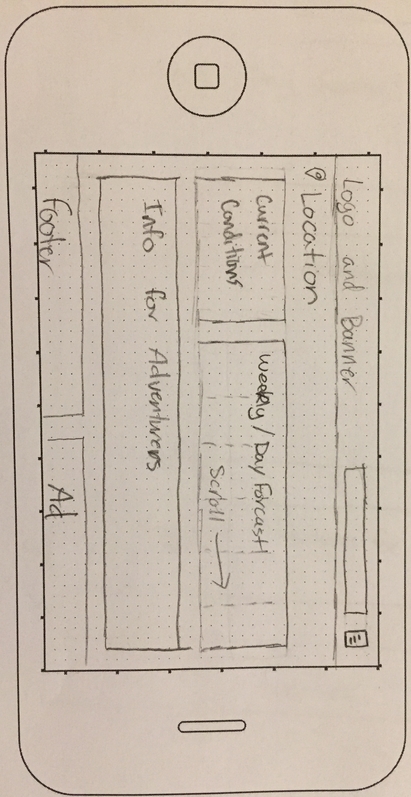 Logo and Banner
Location
Current
Conditions
Weekly / Day Forcast
Scroll
Info for Adventurers
Footer
Ad